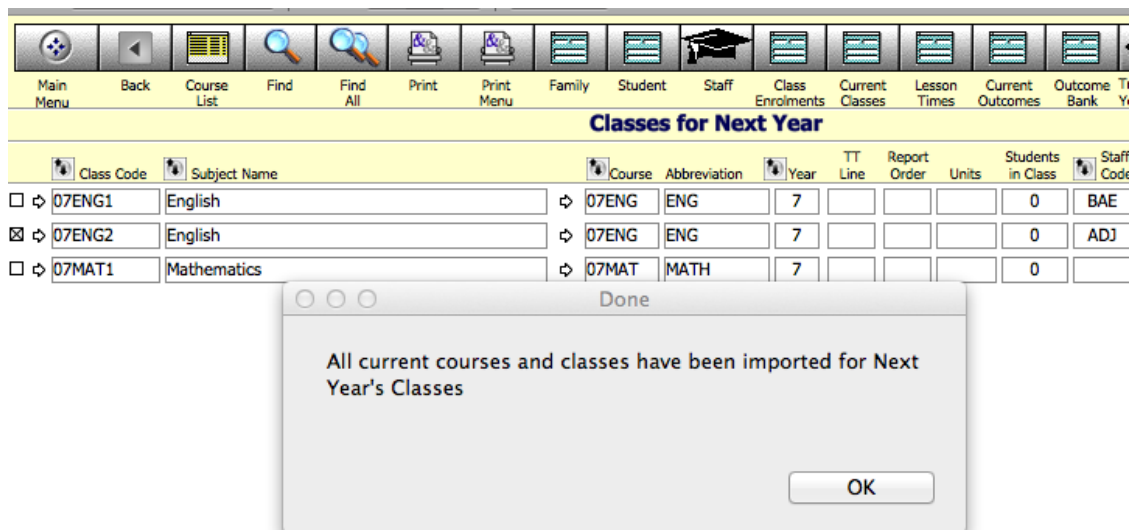 Main Menu Back Course List Find Find All Print Print Menu Family Student Staff Class Enrolments Current Classes Lesson Times Current Outcomes Outcome Bank
Classes for Next Year
Class Code Subject Name Course Abbreviation Year TT Line Report Order Units Students in Class Staff Code
07ENG1 English 07ENG ENG 7 0 BAE
07ENG2 English 07ENG ENG 7 0 ADJ
07MAT1 Mathematics 07MAT MATH 7 0
Done
All current courses and classes have been imported for Next
Year's Classes
OK